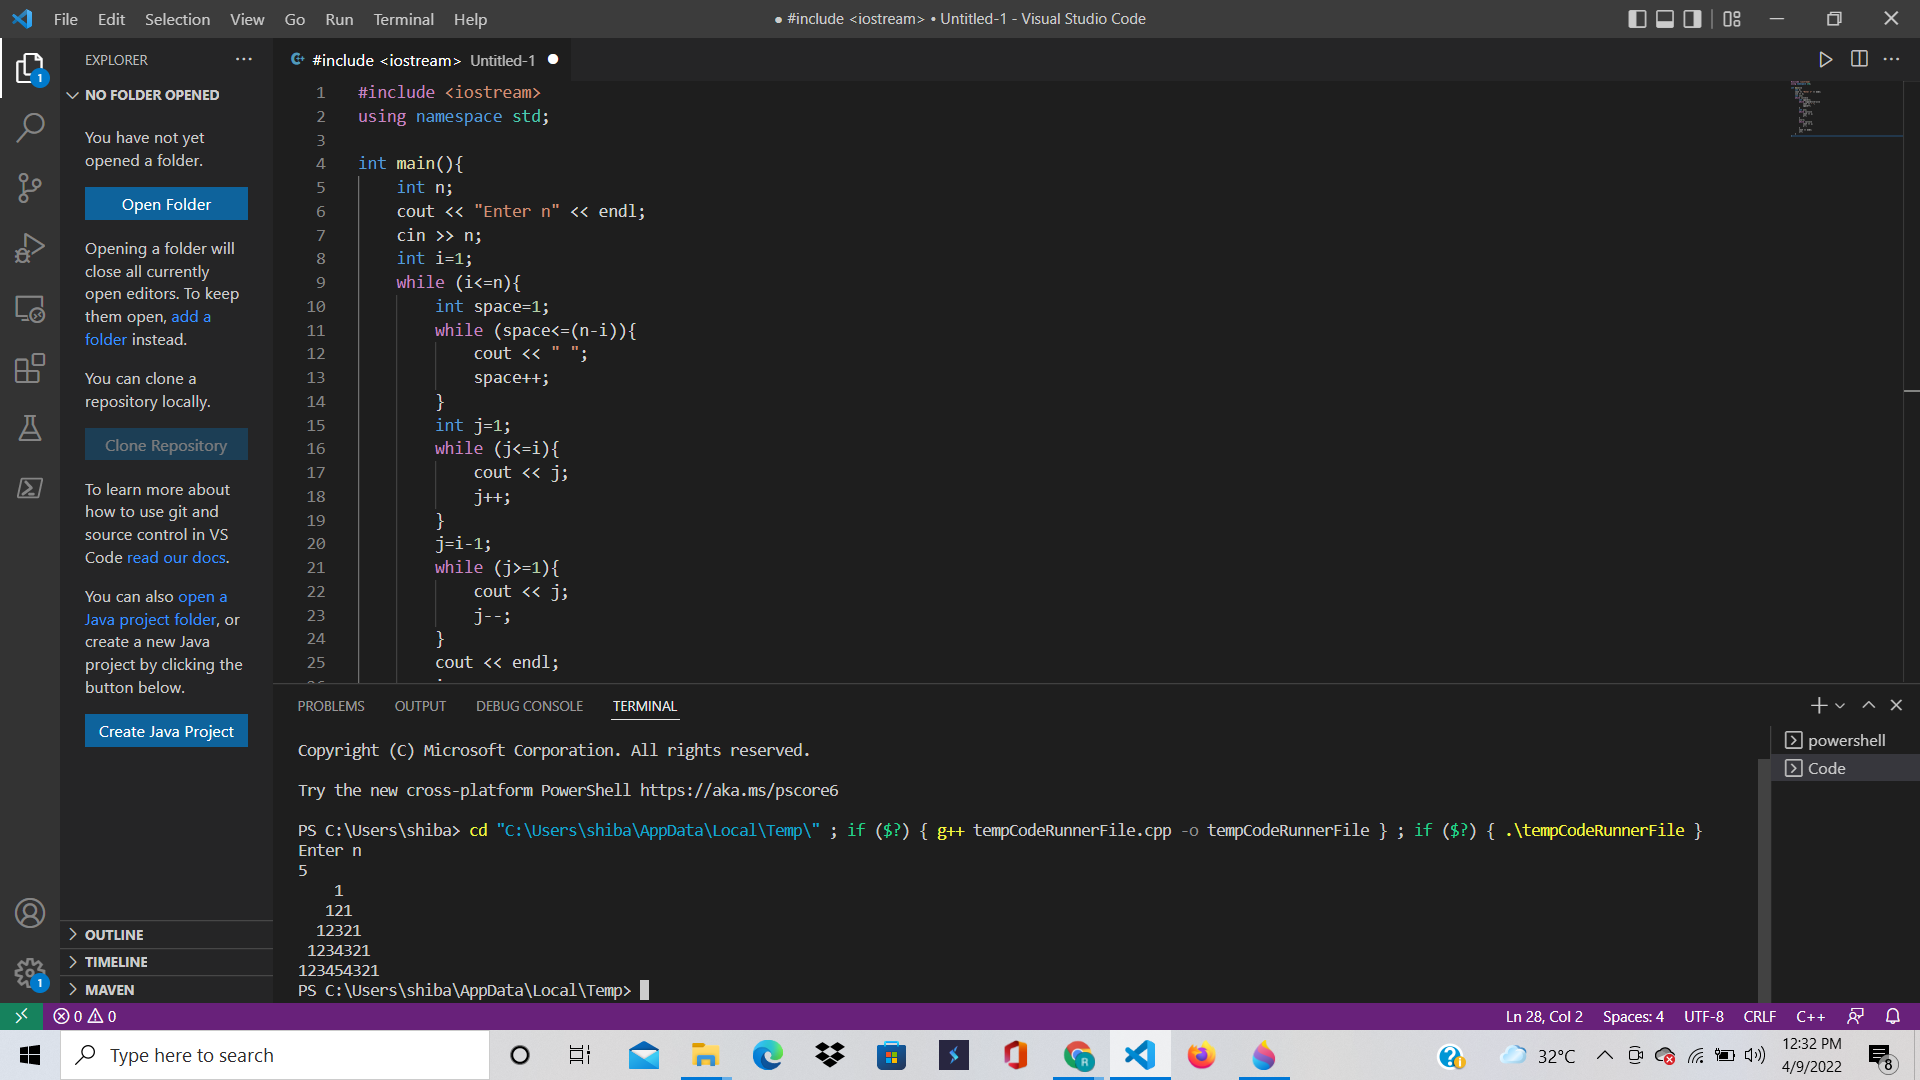 File Edit Selection View Go Run Terminal Help
● #include <iostream> • Untitled-1 - Visual Studio Code
EXPLORER
NO FOLDER OPENED
You have not yet
opened a folder.
Open Folder
Opening a folder will
close all currently
open editors. To keep
them open, add a
folder instead.
You can clone a
repository locally.
Clone Repository
To learn more about
how to use git and
source control in VS
Code read our docs.
You can also open a
Java project folder, or
create a new Java
project by clicking the
button below.
Create Java Project
OUTLINE
TIMELINE
MAVEN
1
1
#include <iostream> Untitled-1
1 #include <iostream>
2 using namespace std;
3
4 int main(){
5 int n;
6 cout << "Enter n" << endl;
7 cin >> n;
8 int i=1;
9 while (i<=n){
10 int space=1;
11 while (space<=(n-i)){
12 cout << " ";
13 space++;
14 }
15 int j=1;
16 while (j<=i){
17 cout << j;
18 j++;
19 }
20 j=i-1;
21 while (j>=1){
22 cout << j;
23 j--;
24 }
25 cout << endl;
PROBLEMS OUTPUT DEBUG CONSOLE TERMINAL
Copyright (C) Microsoft Corporation. All rights reserved.
Try the new cross-platform PowerShell https://aka.ms/pscore6
PS C:\Users\shiba> cd "C:\Users\shiba\AppData\Local\Temp\" ; if ($?) { g++ tempCodeRunnerFile.cpp -o tempCodeRunnerFile } ; if ($?) { .\tempCodeRunnerFile }
Enter n
5
1
121
12321
1234321
123454321
PS C:\Users\shiba\AppData\Local\Temp>
powershell
Code
0 0
Ln 28, Col 2 Spaces: 4 UTF-8 CRLF C++
Type here to search
32°C
12:32 PM
4/9/2022
8